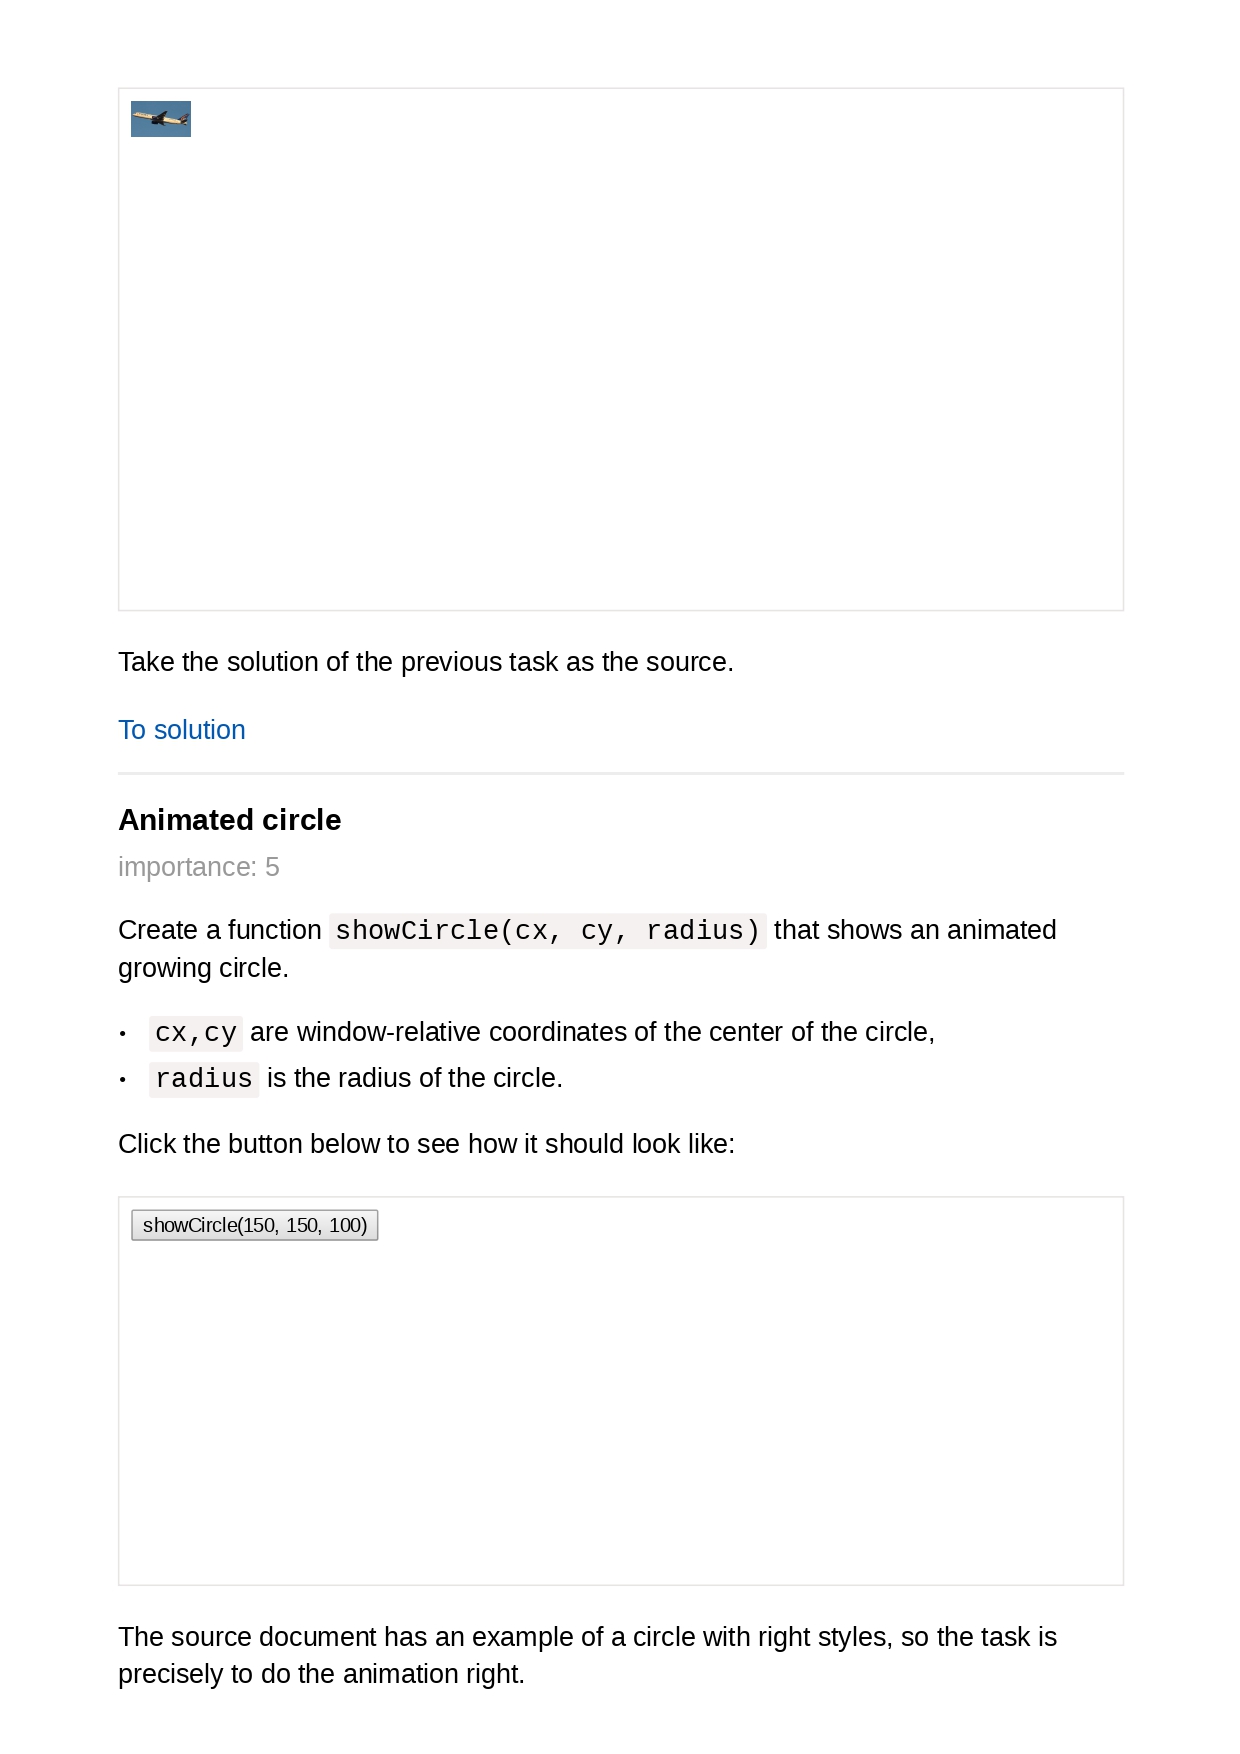 Take the solution of the previous task as the source.
To solution
Animated circle
importance: 5
Create a function showCircle(cx, cy, radius) that shows an animated
growing circle.
• cx,cy are window-relative coordinates of the center of the circle,
• radius is the radius of the circle.
Click the button below to see how it should look like:
showCircle(150, 150, 100)
The source document has an example of a circle with right styles, so the task is
precisely to do the animation right.